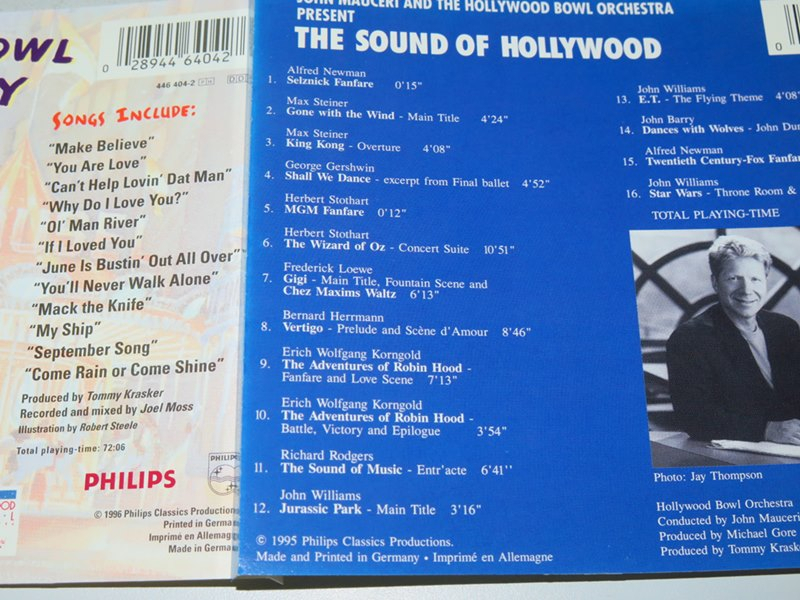 OWL
Y
0 28944 64042
446 404-2
SONGS INCLUDE:
"Make Believe"
"You Are Love"
"Can't Help Lovin' Dat Man"
"Why Do I Love You?"
"Ol' Man River"
"If I Loved You"
"June Is Bustin' Out All Over"
"You'll Never Walk Alone"
"Mack the Knife"
"My Ship"
"September Song"
"Come Rain or Come Shine"
Produced by Tommy Krasker
Recorded and mixed by Joel Moss
Illustration by Robert Steele
Total playing-time: 72:06
PHILIPS
PHILIPS
© 1996 Philips Classics Productions
Printed in German
Imprimé en Allema
Made in German
JOHN MAUCERI AND THE HOLLYWOOD BOWL ORCHESTRA
PRESENT
THE SOUND OF HOLLYWOOD
Alfred Newman
1. Selznick Fanfare 0'15"
Max Steiner
2. Gone with the Wind - Main Title 4'24"
Max Steiner
3. King Kong - Overture 4'08"
George Gershwin
4. Shall We Dance - excerpt from Final ballet 4'52"
Herbert Stothart
5. MGM Fanfare 0'12"
Herbert Stothart
6. The Wizard of Oz - Concert Suite 10'51"
Frederick Loewe
7. Gigi - Main Title, Fountain Scene and
Chez Maxims Waltz 6'13"
Bernard Herrmann
8. Vertigo - Prelude and Scène d'Amour 8'46"
Erich Wolfgang Korngold
9. The Adventures of Robin Hood -
Fanfare and Love Scene 7'13"
Erich Wolfgang Korngold
10. The Adventures of Robin Hood -
Battle, Victory and Epilogue 3'54"
Richard Rodgers
11. The Sound of Music - Entr'acte 6'41''
John Williams
12. Jurassic Park - Main Title 3'16"
© 1995 Philips Classics Productions.
Made and Printed in Germany • Imprimé en Allemagne
0
John Williams
13. E.T. - The Flying Theme 4'08"
John Barry
14. Dances with Wolves - John Dun
Alfred Newman
15. Twentieth Century-Fox Fanfa
John Williams
16. Star Wars - Throne Room &
TOTAL PLAYING-TIME
Photo: Jay Thompson
Hollywood Bowl Orchestra
Conducted by John Mauceri
Produced by Michael Gore
Produced by Tommy Krask